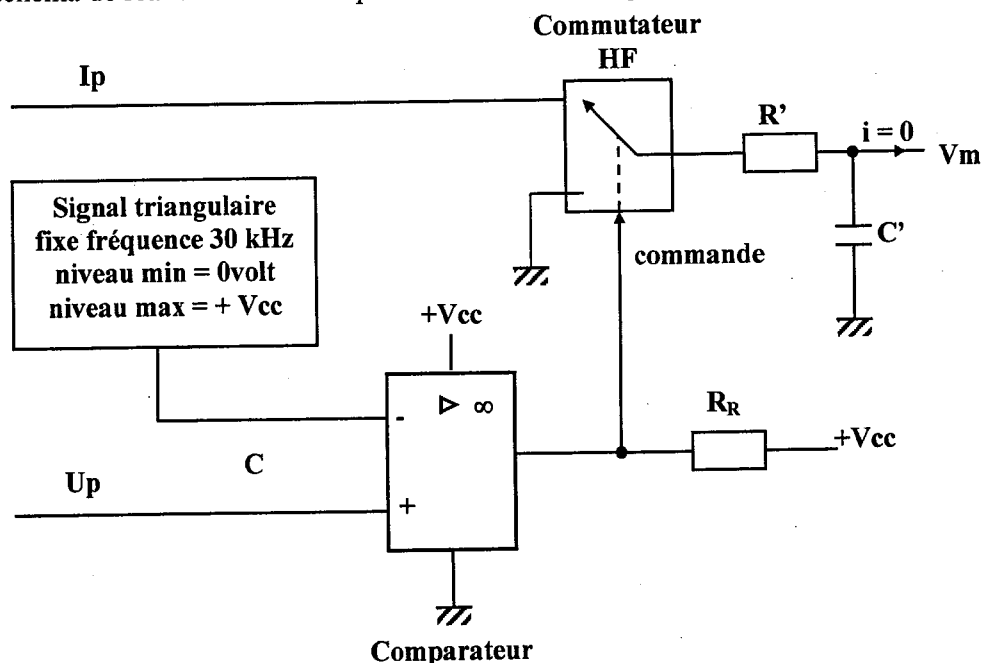 Commutateur
HF
Ip
R'
i = 0
Vm
Signal triangulaire
fixe fréquence 30 kHz
niveau min = 0volt
niveau max = + Vcc
C'
commande
+Vcc
▷ ∞
-
R_R
+Vcc
C
Up
+
Comparateur